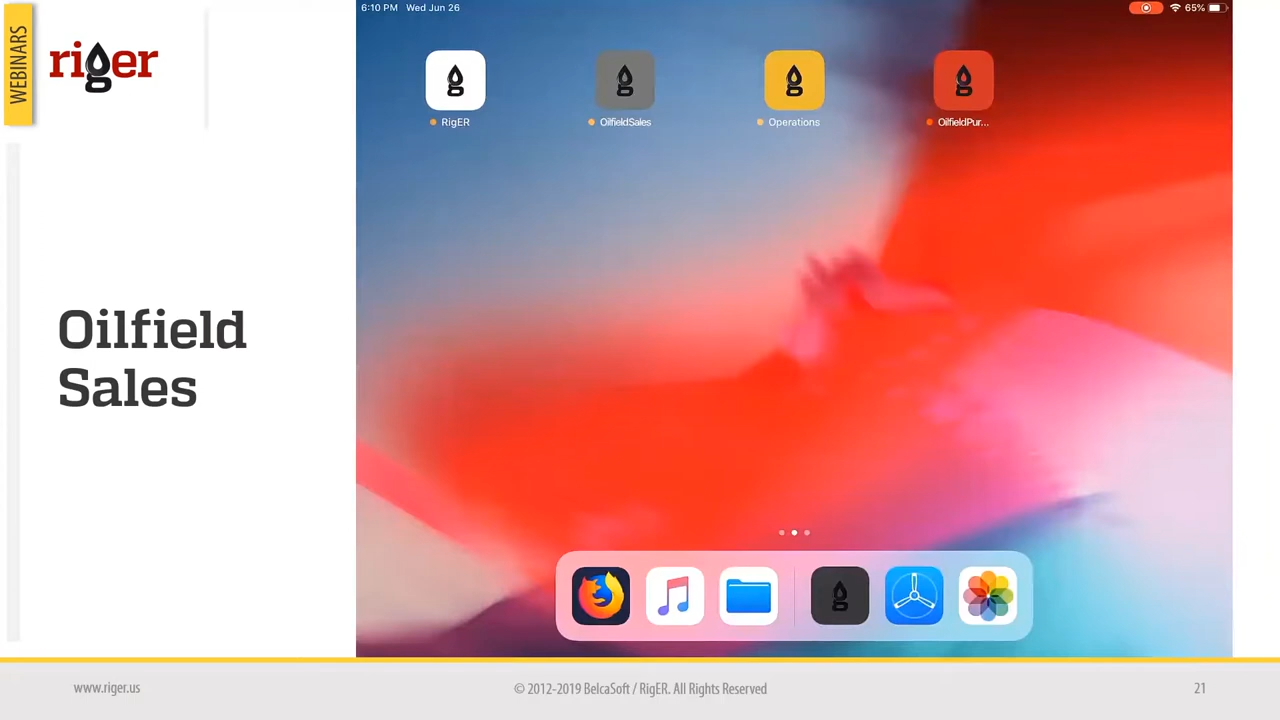 WEBINARS
riger
6:10 PM Wed Jun 26
65%
RigER
OilfieldSales
Operations
OilfieldPur...
Oilfield
Sales
www.riger.us
© 2012-2019 BelcaSoft / RigER. All Rights Reserved
21